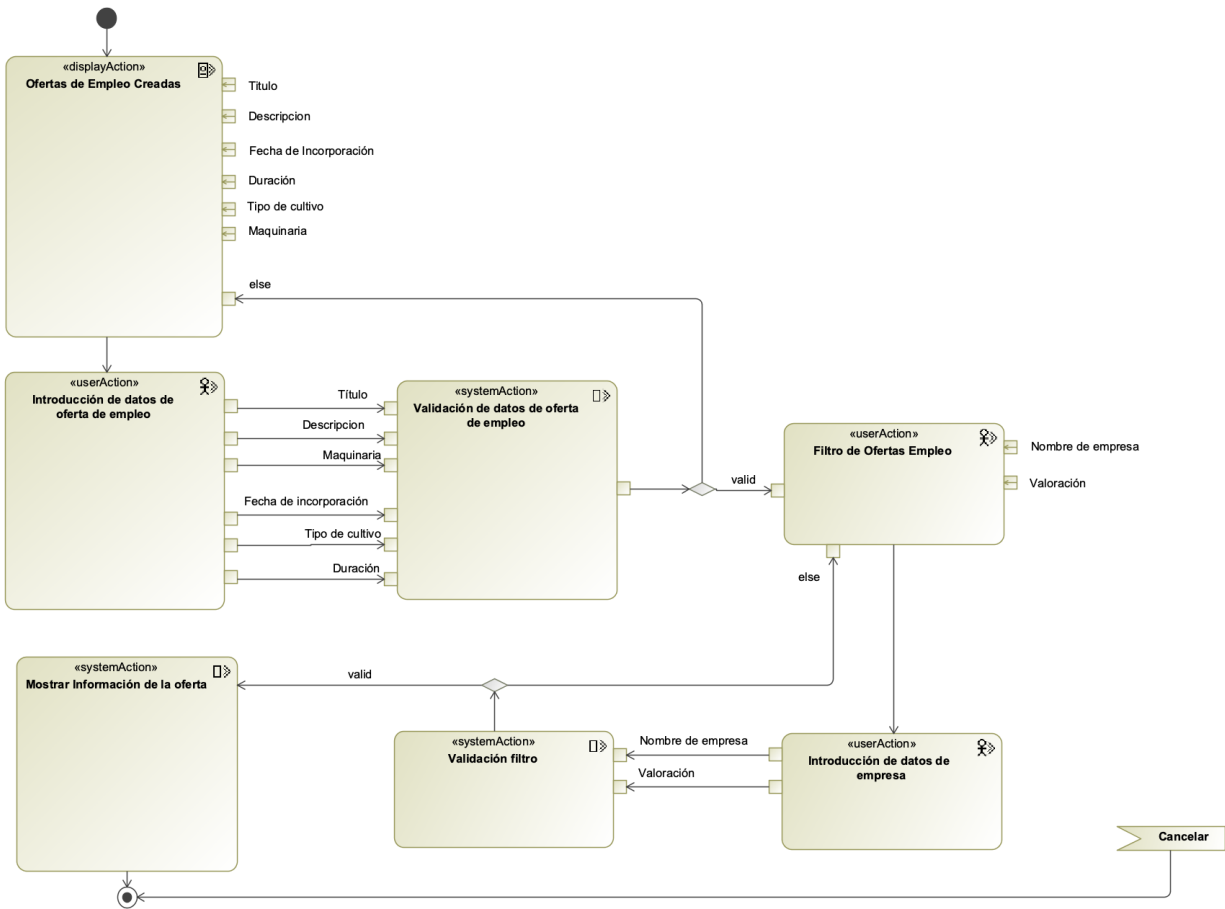 «displayAction»
Ofertas de Empleo Creadas
Titulo
Descripcion
Fecha de Incorporación
Duración
Tipo de cultivo
Maquinaria
else
«userAction»
Introducción de datos de
oferta de empleo
Título
Descripcion
Maquinaria
Fecha de incorporación
Tipo de cultivo
Duración
«systemAction»
Validación de datos de oferta
de empleo
valid
«userAction»
Filtro de Ofertas Empleo
Nombre de empresa
Valoración
else
«systemAction»
Mostrar Información de la oferta
valid
«systemAction»
Validación filtro
Nombre de empresa
Valoración
«userAction»
Introducción de datos de
empresa
Cancelar